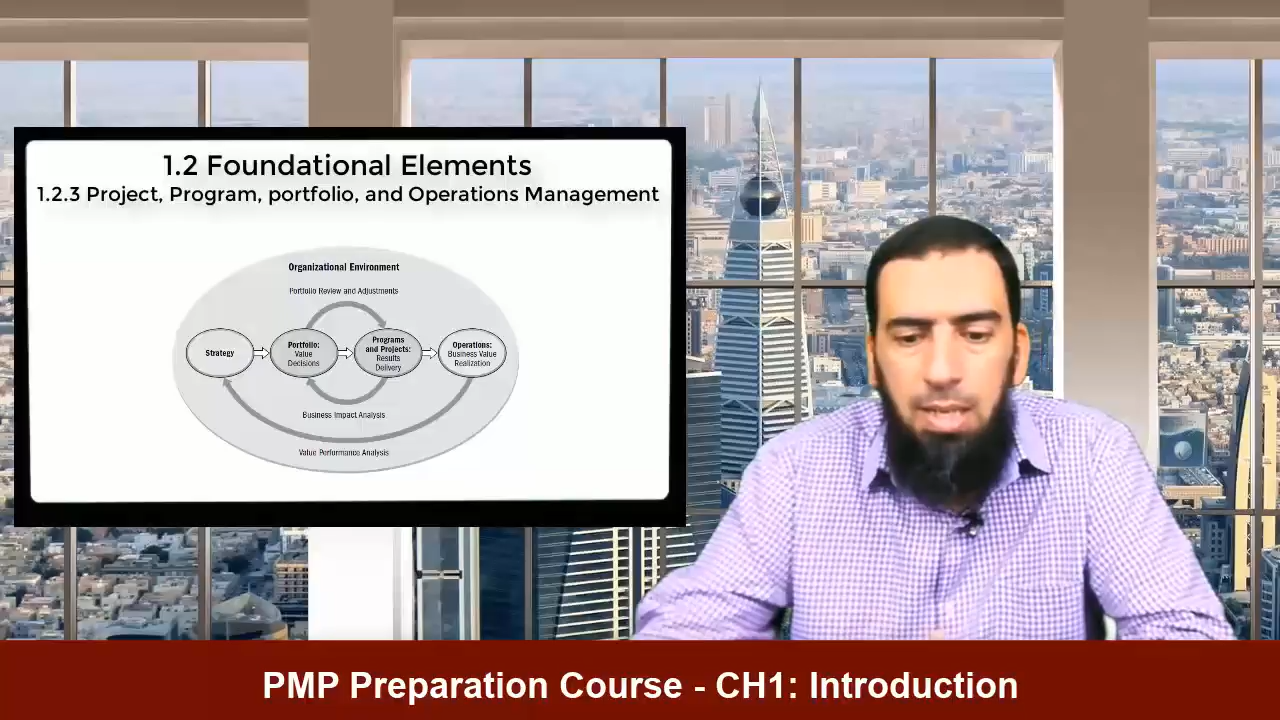 1.2 Foundational Elements
1.2.3 Project, Program, portfolio, and Operations Management
Organizational Environment
Portfolio Review and Adjustments
Strategy
Portfolio:
Value
Decisions
Programs
and Projects:
Results
Delivery
Operations:
Business Value
Realization
Business Impact Analysis
Value Performance Analysis
PMP Preparation Course - CH1: Introduction